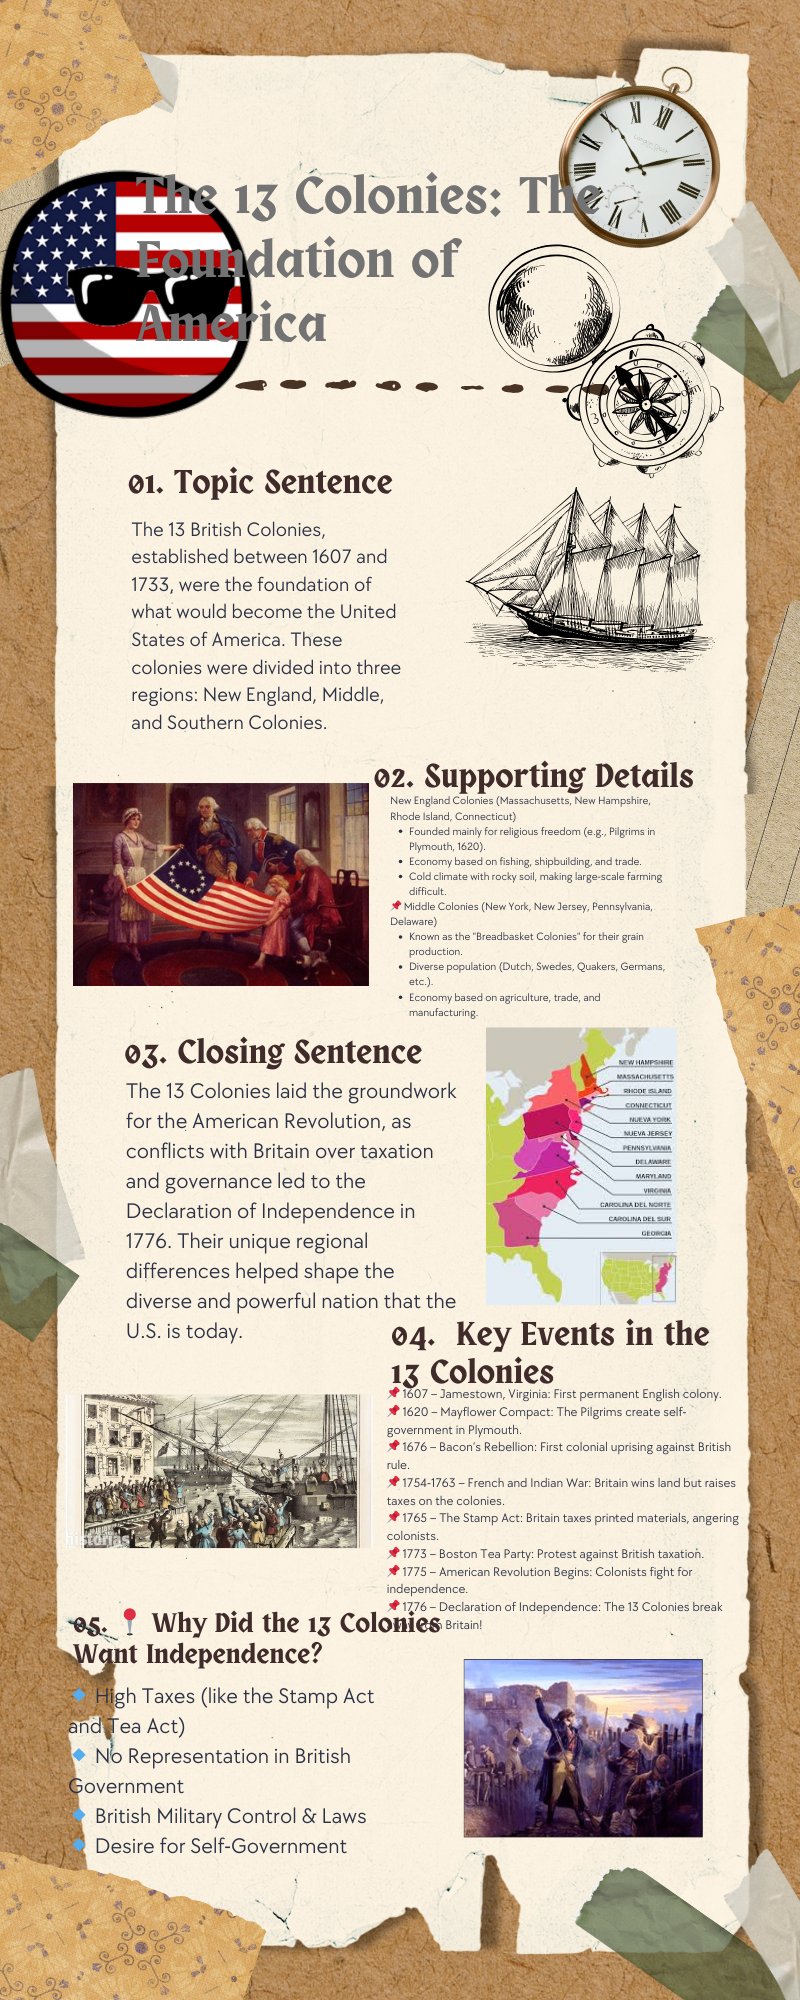 The 13 Colonies: The
Foundation of
America
01. Topic Sentence
The 13 British Colonies,
established between 1607 and
1733, were the foundation of
what would become the United
States of America. These
colonies were divided into three
regions: New England, Middle,
and Southern Colonies.
02. Supporting Details
New England Colonies (Massachusetts, New Hampshire,
Rhode Island, Connecticut)
• Founded mainly for religious freedom (e.g., Pilgrims in
Plymouth, 1620).
• Economy based on fishing, shipbuilding, and trade.
• Cold climate with rocky soil, making large-scale farming
difficult.
📌 Middle Colonies (New York, New Jersey, Pennsylvania,
Delaware)
• Known as the "Breadbasket Colonies" for their grain
production.
• Diverse population (Dutch, Swedes, Quakers, Germans,
etc.).
• Economy based on agriculture, trade, and
manufacturing.
03. Closing Sentence
The 13 Colonies laid the groundwork
for the American Revolution, as
conflicts with Britain over taxation
and governance led to the
Declaration of Independence in
1776. Their unique regional
differences helped shape the
diverse and powerful nation that the
U.S. is today.
NEW HAMPSHIRE
MASSACHUSETTS
RHODE ISLAND
CONNECTICUT
NUEVA YORK
NUEVA JERSEY
PENNSYLVANIA
DELAWARE
MARYLAND
VIRGINIA
CAROLINA DEL NORTE
CAROLINA DEL SUR
GEORGIA
04. Key Events in the
13 Colonies
📌 1607 – Jamestown, Virginia: First permanent English colony.
📌 1620 – Mayflower Compact: The Pilgrims create self-
government in Plymouth.
📌 1676 – Bacon's Rebellion: First colonial uprising against British
rule.
📌 1754-1763 – French and Indian War: Britain wins land but raises
taxes on the colonies.
📌 1765 – The Stamp Act: Britain taxes printed materials, angering
colonists.
📌 1773 – Boston Tea Party: Protest against British taxation.
📌 1775 – American Revolution Begins: Colonists fight for
independence.
📌 1776 – Declaration of Independence: The 13 Colonies break
away from Britain!
historias
05. 📍 Why Did the 13 Colonies
Want Independence?
🔹 High Taxes (like the Stamp Act
and Tea Act)
🔹 No Representation in British
Government
🔹 British Military Control & Laws
🔹 Desire for Self-Government